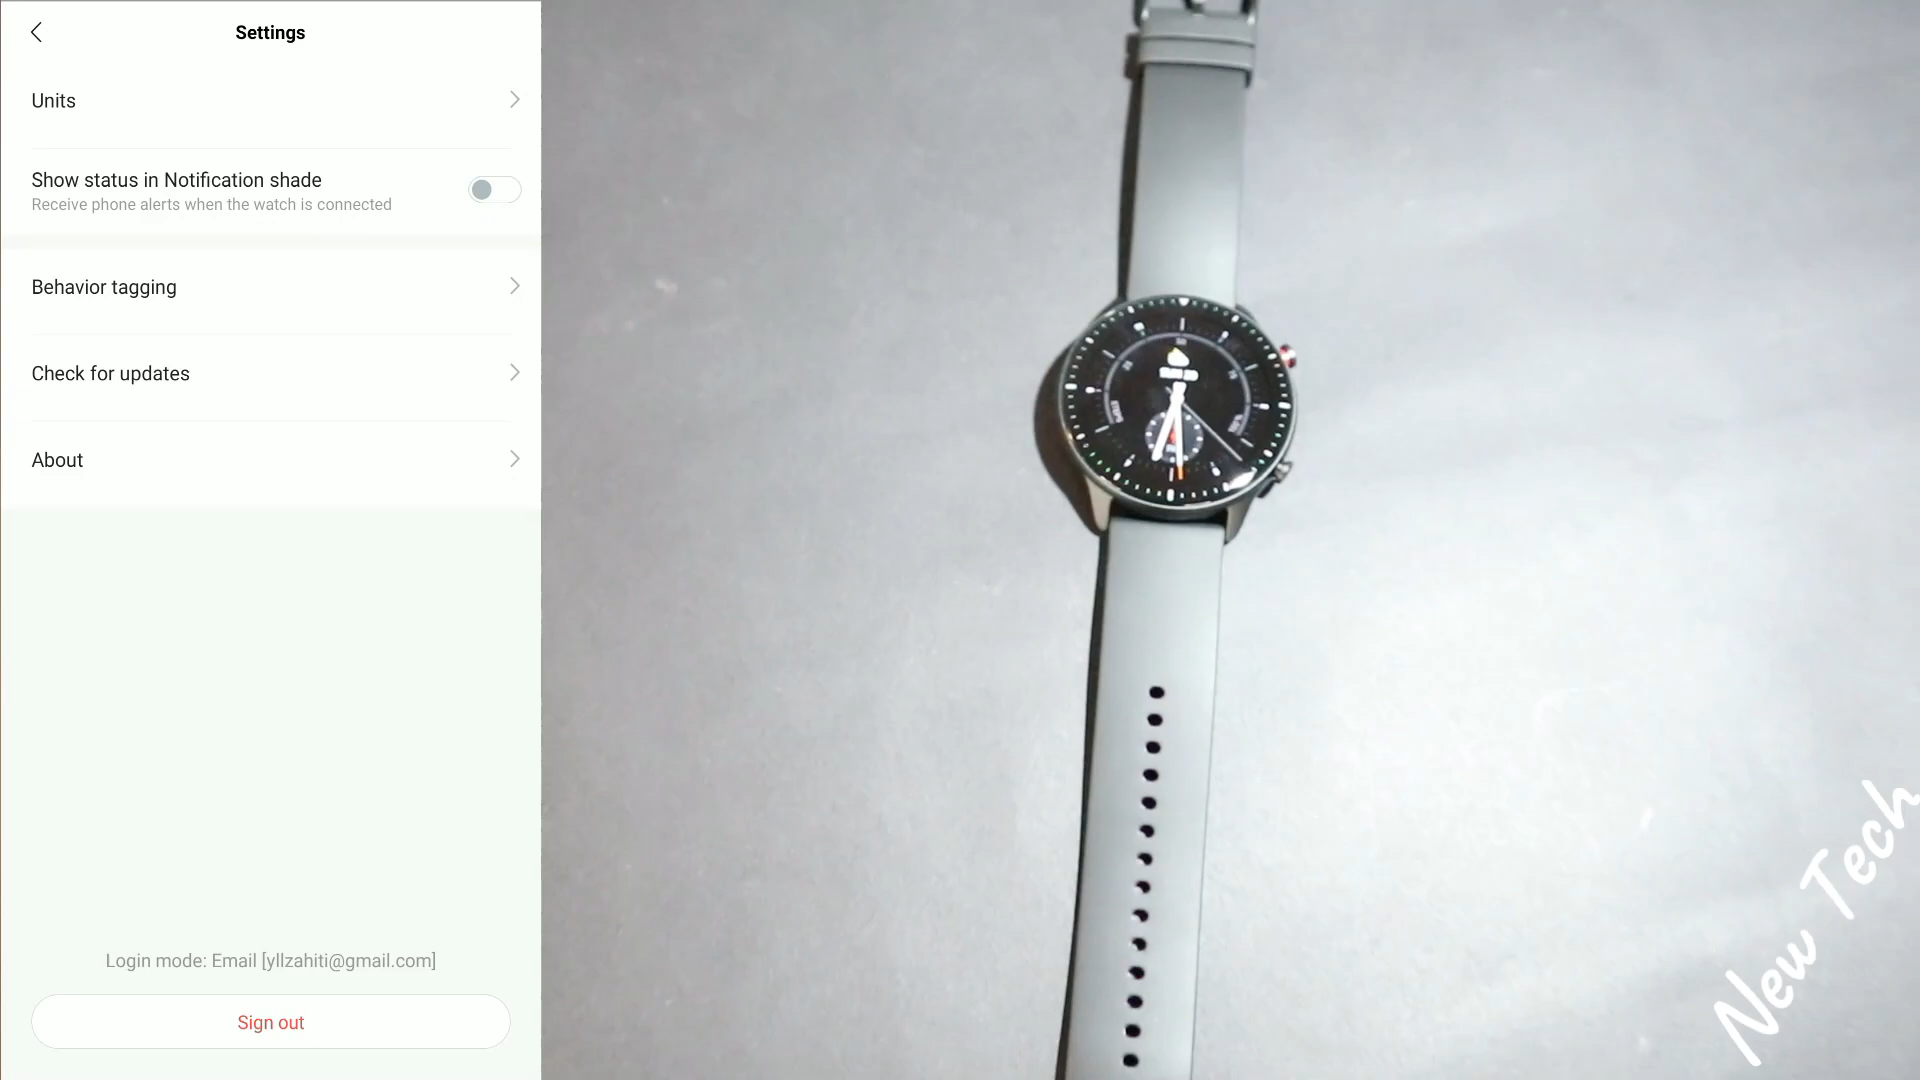 Settings
Units
Show status in Notification shade
Receive phone alerts when the watch is connected
Behavior tagging
Check for updates
About
Login mode: Email [yllzahiti@gmail.com]
Sign out
New Tech